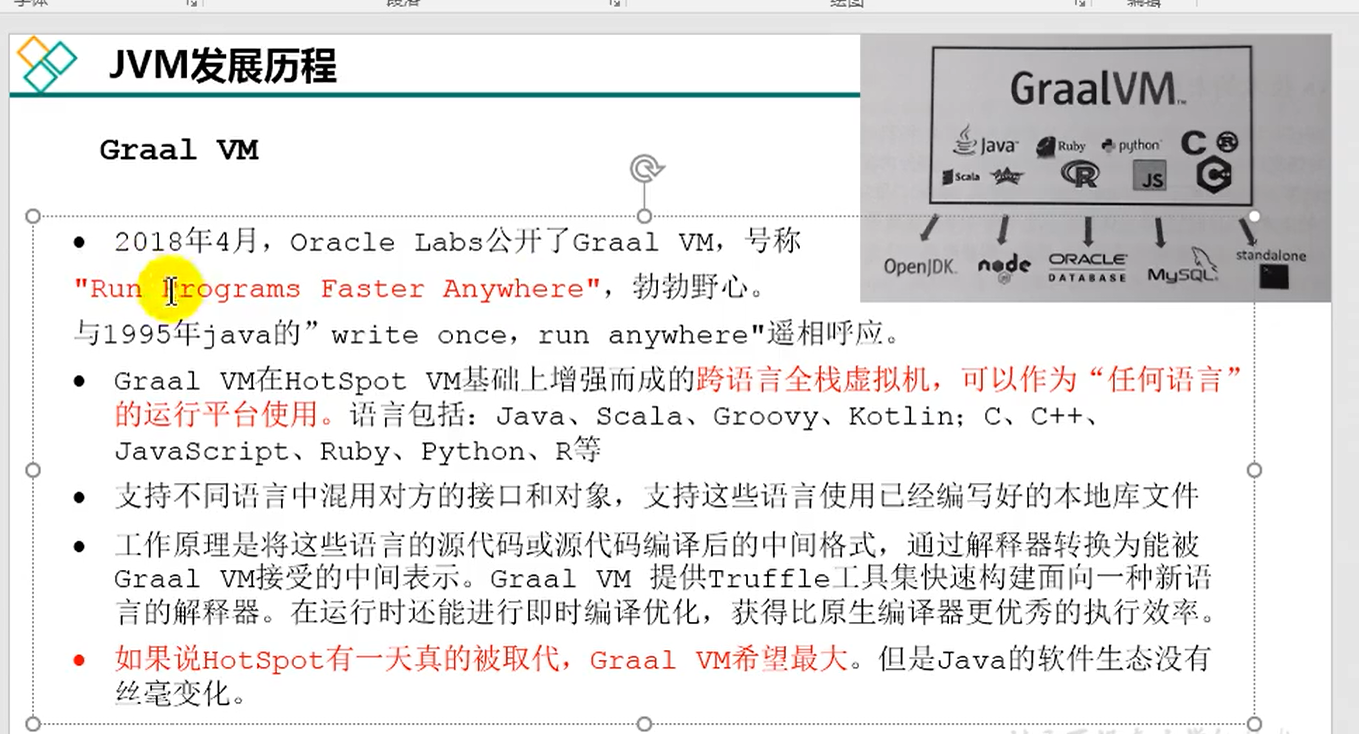 字体
段落
绘图
编辑
JVM发展历程
GraalVM™
Java
Ruby
python
C
R
Scala
R
JS
C
OpenJDK
node
ORACLE
DATABASE
MySQL
standalone
Graal VM
• 2018年4月，Oracle Labs公开了Graal VM，号称
"Run Programs Faster Anywhere"，勃勃野心。
与1995年java的”write once，run anywhere"遥相呼应。
• Graal VM在HotSpot VM基础上增强而成的跨语言全栈虚拟机，可以作为“任何语言”
的运行平台使用。语言包括：Java、Scala、Groovy、Kotlin；C、C++、
JavaScript、Ruby、Python、R等
• 支持不同语言中混用对方的接口和对象，支持这些语言使用已经编写好的本地库文件
• 工作原理是将这些语言的源代码或源代码编译后的中间格式，通过解释器转换为能被
Graal VM接受的中间表示。Graal VM 提供Truffle工具集快速构建面向一种新语
言的解释器。在运行时还能进行即时编译优化，获得比原生编译器更优秀的执行效率。
• 如果说HotSpot有一天真的被取代，Graal VM希望最大。但是Java的软件生态没有
丝毫变化。